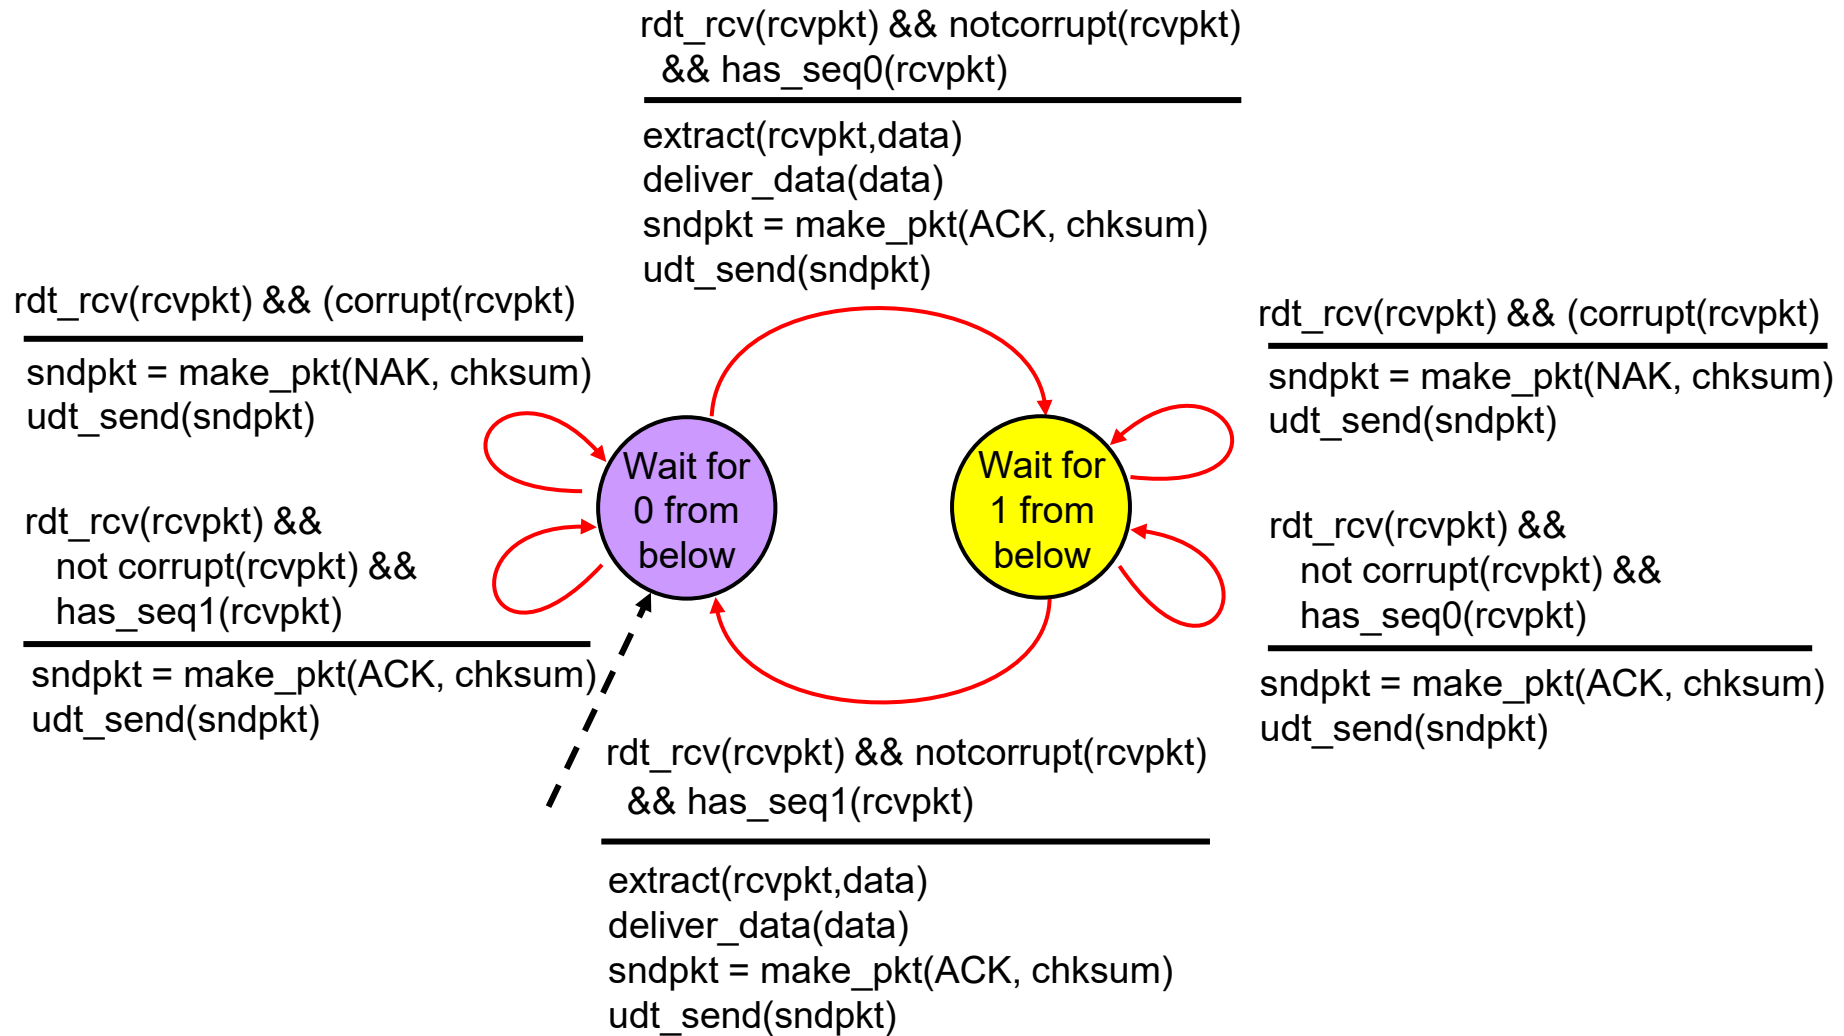 rdt_rcv(rcvpkt) && notcorrupt(rcvpkt)
&& has_seq0(rcvpkt)
extract(rcvpkt,data)
deliver_data(data)
sndpkt = make_pkt(ACK, chksum)
udt_send(sndpkt)
rdt_rcv(rcvpkt) && (corrupt(rcvpkt)
sndpkt = make_pkt(NAK, chksum)
udt_send(sndpkt)
rdt_rcv(rcvpkt) &&
not corrupt(rcvpkt) &&
has_seq1(rcvpkt)
sndpkt = make_pkt(ACK, chksum)
udt_send(sndpkt)
Wait for
0 from
below
Wait for
1 from
below
rdt_rcv(rcvpkt) && (corrupt(rcvpkt)
sndpkt = make_pkt(NAK, chksum)
udt_send(sndpkt)
rdt_rcv(rcvpkt) &&
not corrupt(rcvpkt) &&
has_seq0(rcvpkt)
sndpkt = make_pkt(ACK, chksum)
udt_send(sndpkt)
rdt_rcv(rcvpkt) && notcorrupt(rcvpkt)
&& has_seq1(rcvpkt)
extract(rcvpkt,data)
deliver_data(data)
sndpkt = make_pkt(ACK, chksum)
udt_send(sndpkt)